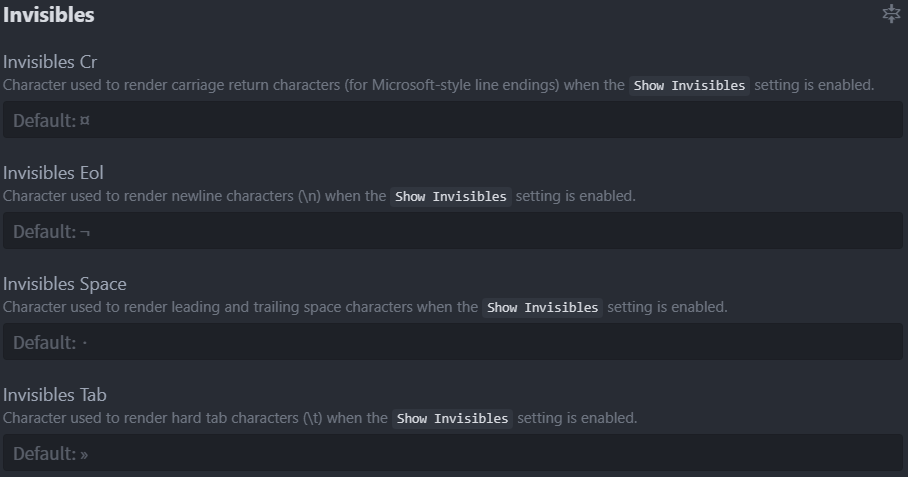 Invisibles
Invisibles Cr
Character used to render carriage return characters (for Microsoft-style line endings) when the Show Invisibles setting is enabled.
Default: ¤
Invisibles Eol
Character used to render newline characters (\n) when the Show Invisibles setting is enabled.
Default: ¬
Invisibles Space
Character used to render leading and trailing space characters when the Show Invisibles setting is enabled.
Default: ·
Invisibles Tab
Character used to render hard tab characters (\t) when the Show Invisibles setting is enabled.
Default: »